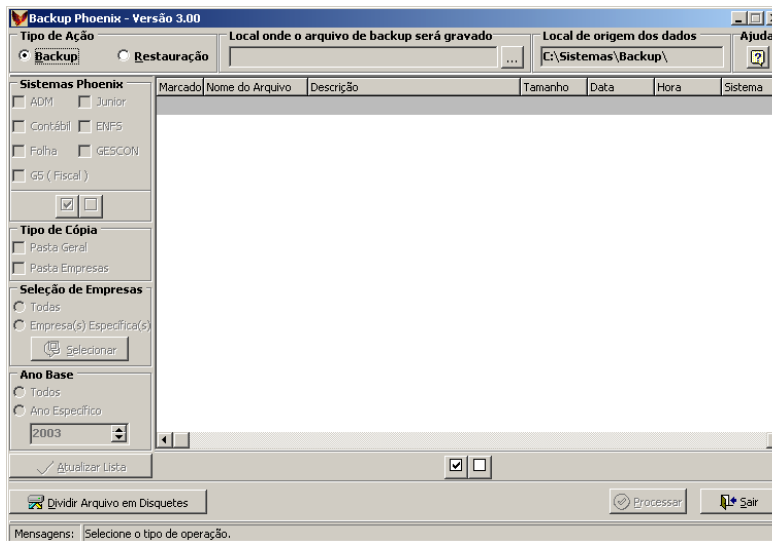 Backup Phoenix - Versão 3.00
Tipo de Ação
Local onde o arquivo de backup será gravado
Local de origem dos dados
Ajuda
Backup
Restauração
...
C:\Sistemas\Backup\
Sistemas Phoenix
ADM
Junior
Contábil
ENFS
Folha
GESCON
G5 ( Fiscal )
Marcado
Nome do Arquivo
Descrição
Tamanho
Data
Hora
Sistema
Tipo de Cópia
Pasta Geral
Pasta Empresas
Seleção de Empresas
Todas
Empresa(s) Específica(s)
Selecionar
Ano Base
Todos
Ano Específico
2003
Atualizar Lista
Dividir Arquivo em Disquetes
Processar
Sair
Mensagens:
Selecione o tipo de operação.